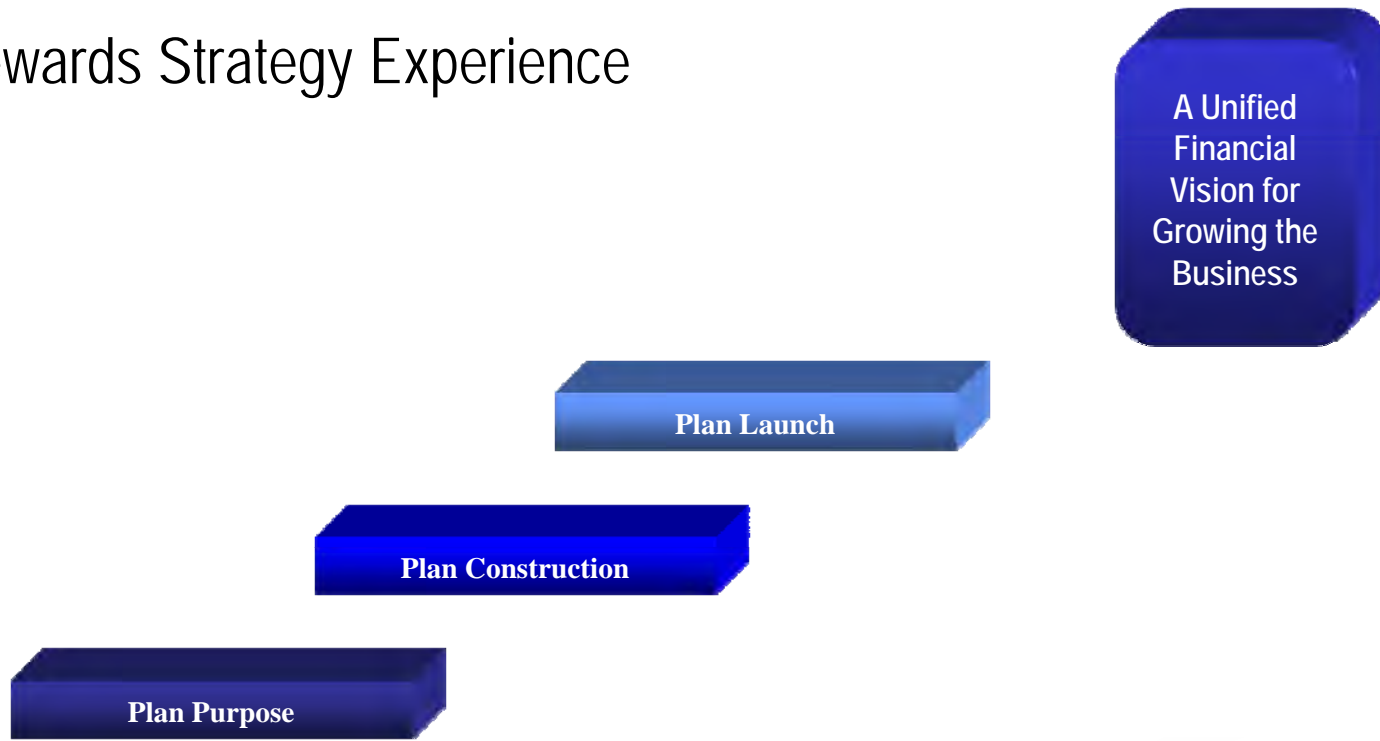 wards Strategy Experience
A Unified
Financial
Vision for
Growing the
Business
Plan Launch
Plan Construction
Plan Purpose